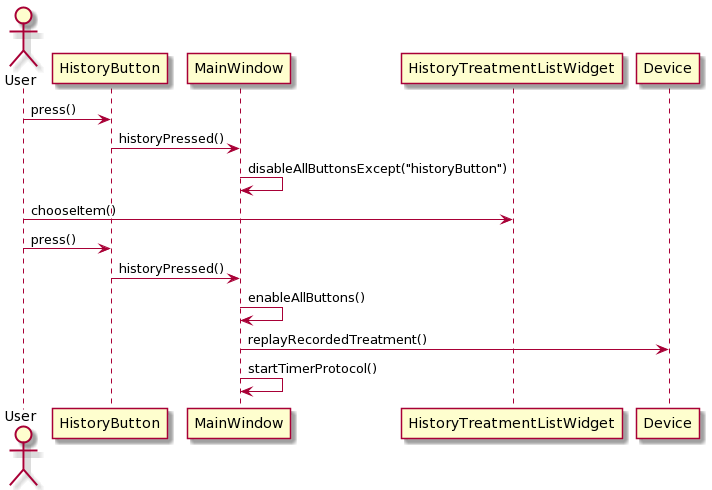 User
HistoryButton
MainWindow
HistoryTreatmentListWidget
Device
press()
historyPressed()
disableAllButtonsExcept("historyButton")
chooseItem()
press()
historyPressed()
enableAllButtons()
replayRecordedTreatment()
startTimerProtocol()
User
HistoryButton
MainWindow
HistoryTreatmentListWidget
Device